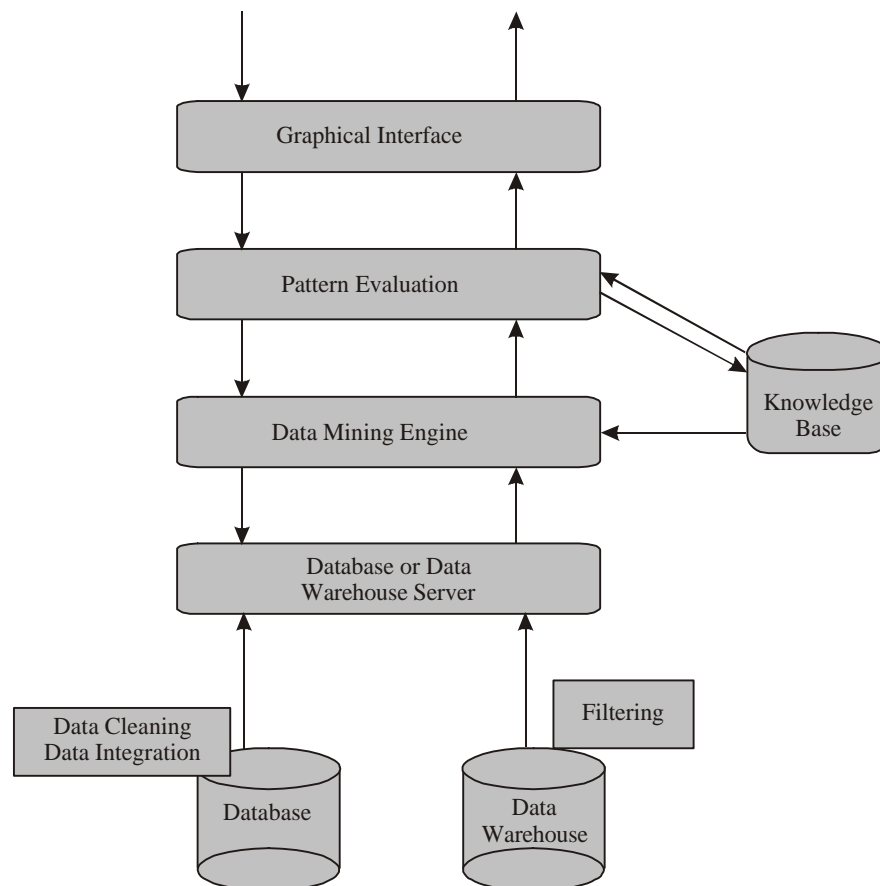 Graphical Interface
Pattern Evaluation
Knowledge
Base
Data Mining Engine
Database or Data
Warehouse Server
Filtering
Data Cleaning
Data Integration
Database
Data
Warehouse